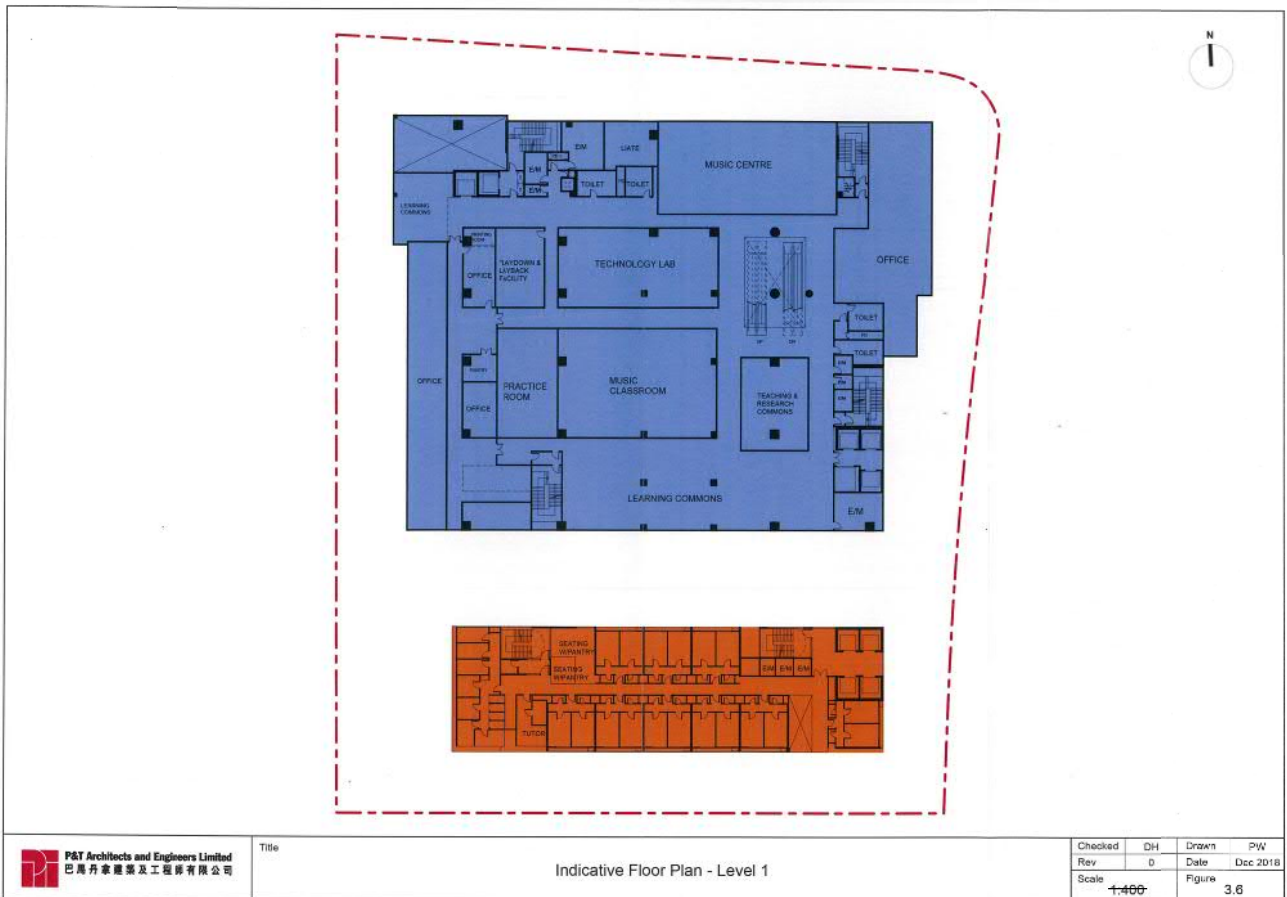 N
E/M
LIATE
MUSIC CENTRE
E/M
E/M
TOILET
TOILET
LEARNING
COMMONS
OFFICE
LAYBACK
FACILITY
TECHNOLOGY LAB
OFFICE
TOILET
TOILET
OFFICE
PANTRY
PRACTICE
ROOM
MUSIC
CLASSROOM
TEACHING &
RESEARCH
COMMONS
OFFICE
E/M
E/M
E/M
UP
DN
LEARNING COMMONS
E/M
SEATING
W/PANTRY
SEATING
W/PANTRY
E/M E/M E/M
TUTOR
P&T Architects and Engineers Limited
巴馬丹拿建築及工程師有限公司
Title
Indicative Floor Plan - Level 1
Checked DH Drawn PW
Rev 0 Date Dec 2018
Scale 1:400 Figure 3.6